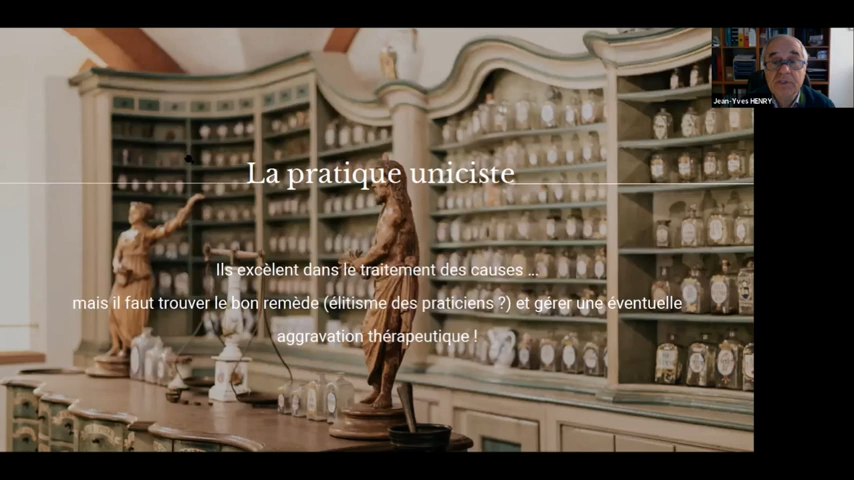 Jean-Yves HENRY
La pratique uniciste
Ils excèlent dans le traitement des causes ...
mais il faut trouver le bon remède (élitisme des praticiens ?) et gérer une éventuelle
aggravation thérapeutique !